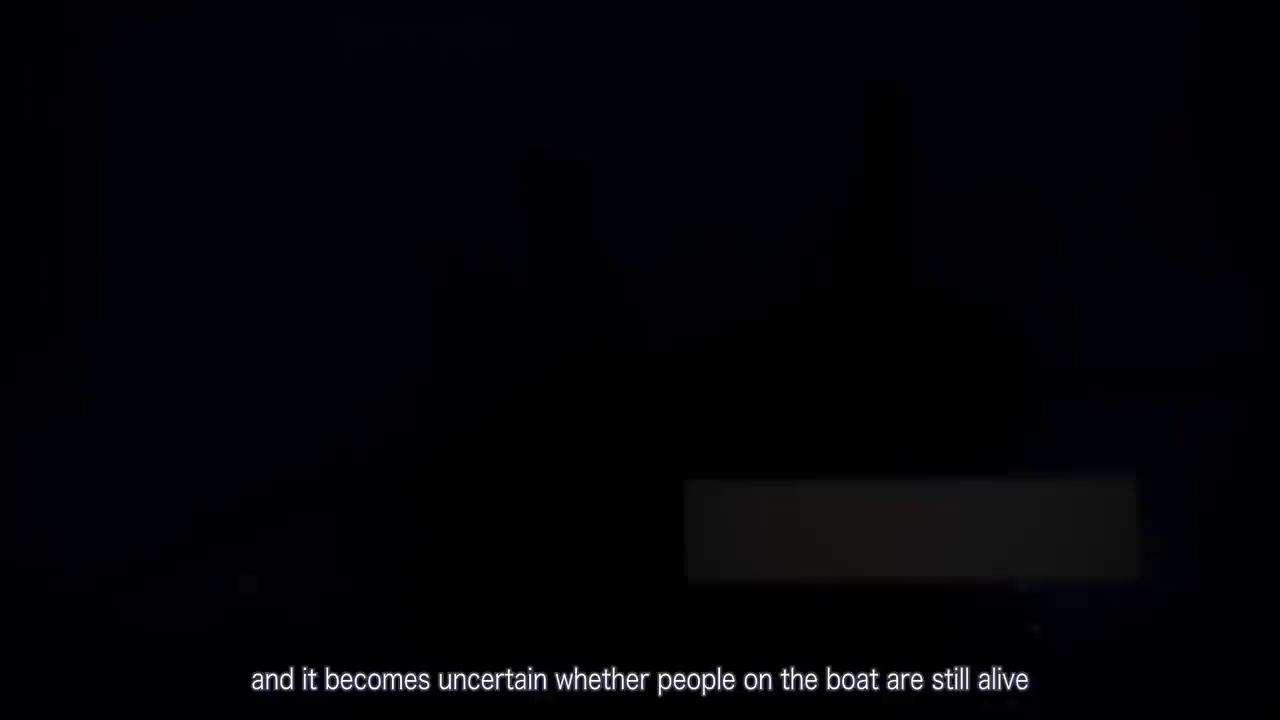 and it becomes uncertain whether people on the boat are still alive